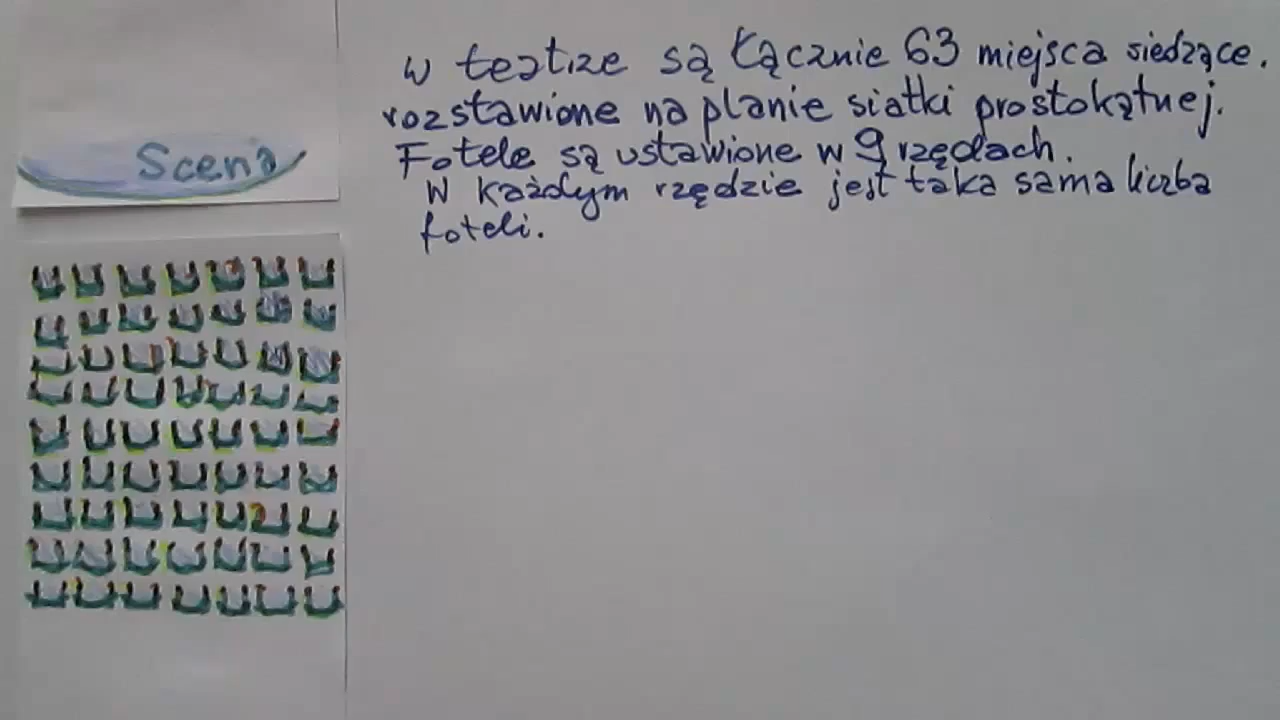 Scena
w teatrze są Łącznie 63 miejsca siedzące.
rozstawione na planie siatki prostokątnej.
Fotele są ustawione w 9 rzędach.
W każdym rzędzie jest taka sama liczba
foteli.